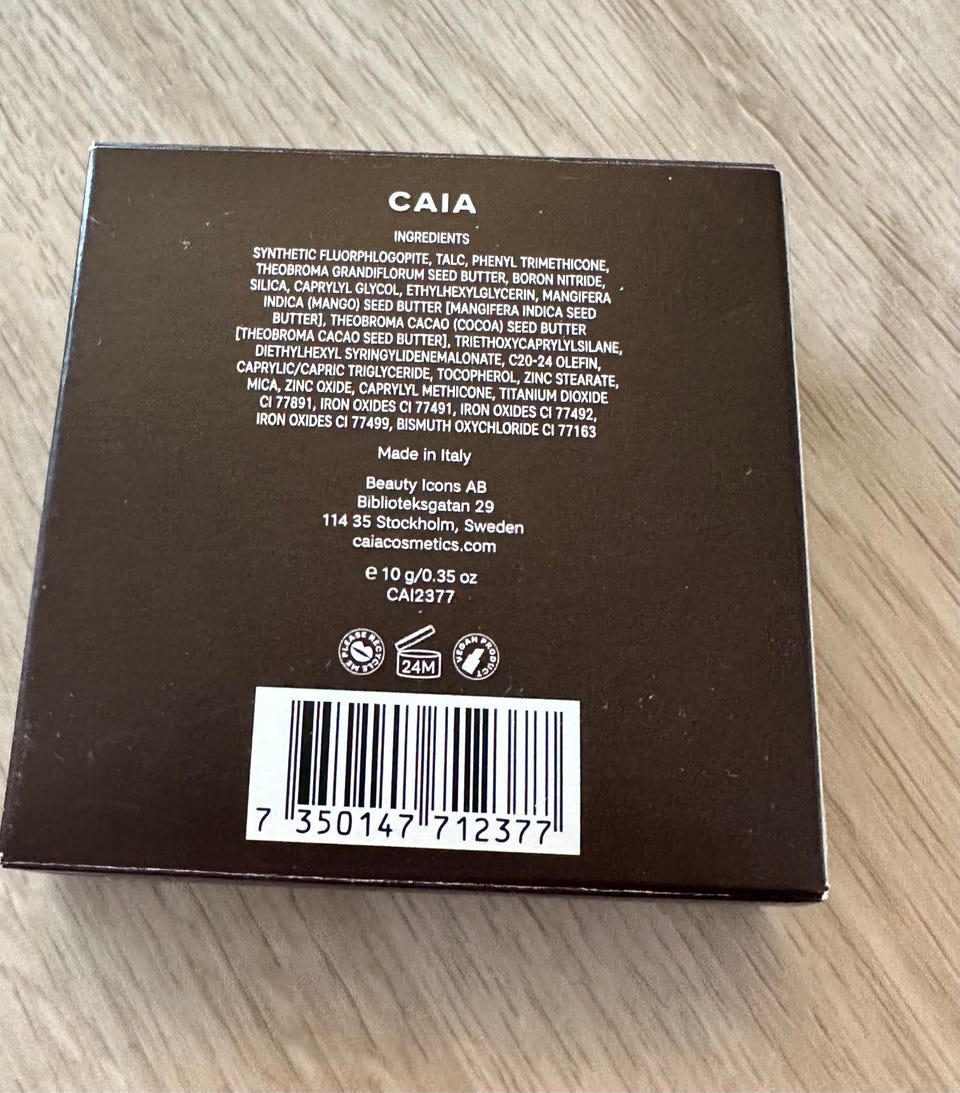 CAIA
INGREDIENTS
SYNTHETIC FLUORPHLOGOPITE, TALC, PHENYL TRIMETHICONE,
THEOBROMA GRANDIFLORUM SEED BUTTER, BORON NITRIDE,
SILICA, CAPRYLYL GLYCOL, ETHYLHEXYLGLYCERIN, MANGIFERA
INDICA (MANGO) SEED BUTTER [MANGIFERA INDICA SEED
BUTTER], THEOBROMA CACAO (COCOA) SEED BUTTER
[THEOBROMA CACAO SEED BUTTER], TRIETHOXYCAPRYLYLSILANE,
DIETHYLHEXYL SYRINGYLIDENEMALONATE, C20-24 OLEFIN,
CAPRYLIC/CAPRIC TRIGLYCERIDE, TOCOPHEROL, ZINC STEARATE,
MICA, ZINC OXIDE, CAPRYLYL METHICONE, TITANIUM DIOXIDE
CI 77891, IRON OXIDES CI 77491, IRON OXIDES CI 77492,
IRON OXIDES CI 77499, BISMUTH OXYCHLORIDE CI 77163
Made in Italy
Beauty Icons AB
Biblioteksgatan 29
114 35 Stockholm, Sweden
caiacosmetics.com
e 10 g/0.35 oz
CAI2377
PLEASE RECYCLE ME
24M
VEGAN PRODUCT
7 350147 712377